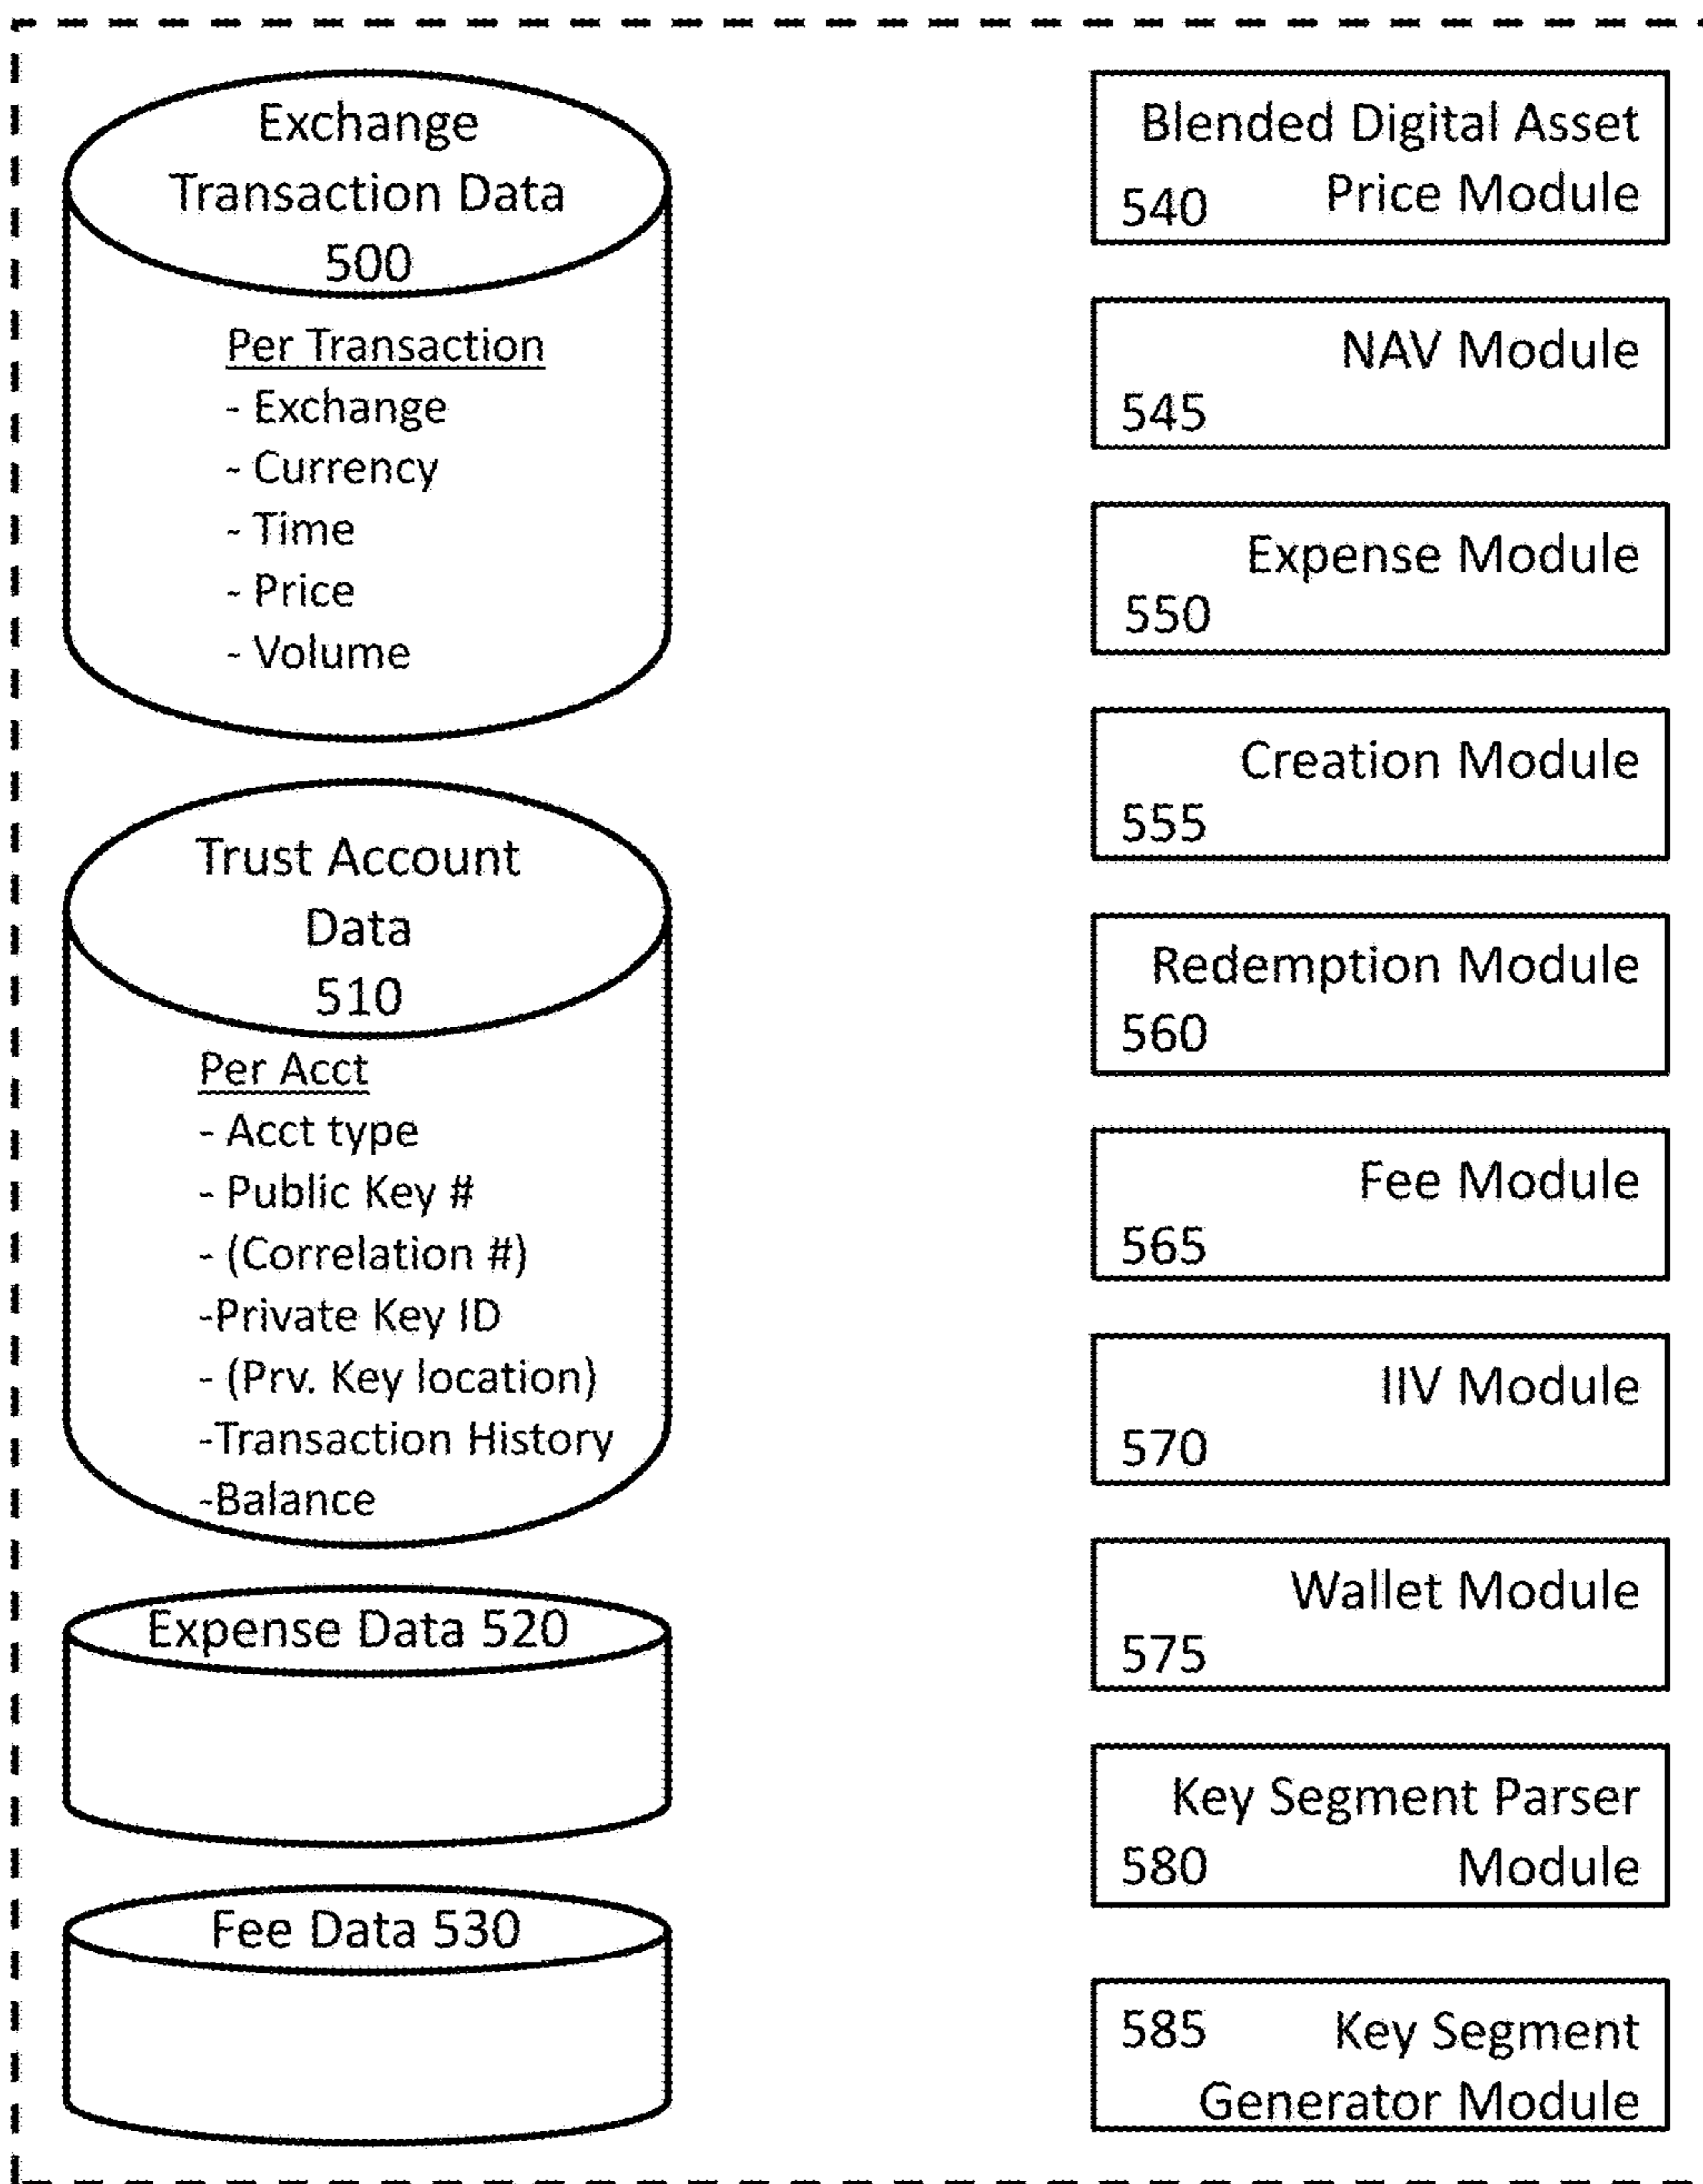 Exchange
Transaction Data
500
Per Transaction
- Exchange
- Currency
- Time
- Price
- Volume
Trust Account
Data
510
Per Acct
- Acct type
- Public Key #
- (Correlation #)
-Private Key ID
- (Prv. Key location)
-Transaction History
-Balance
Expense Data 520
Fee Data 530
Blended Digital Asset
540 Price Module
NAV Module
545
Expense Module
550
Creation Module
555
Redemption Module
560
Fee Module
565
IIV Module
570
Wallet Module
575
Key Segment Parser
580 Module
585 Key Segment
Generator Module